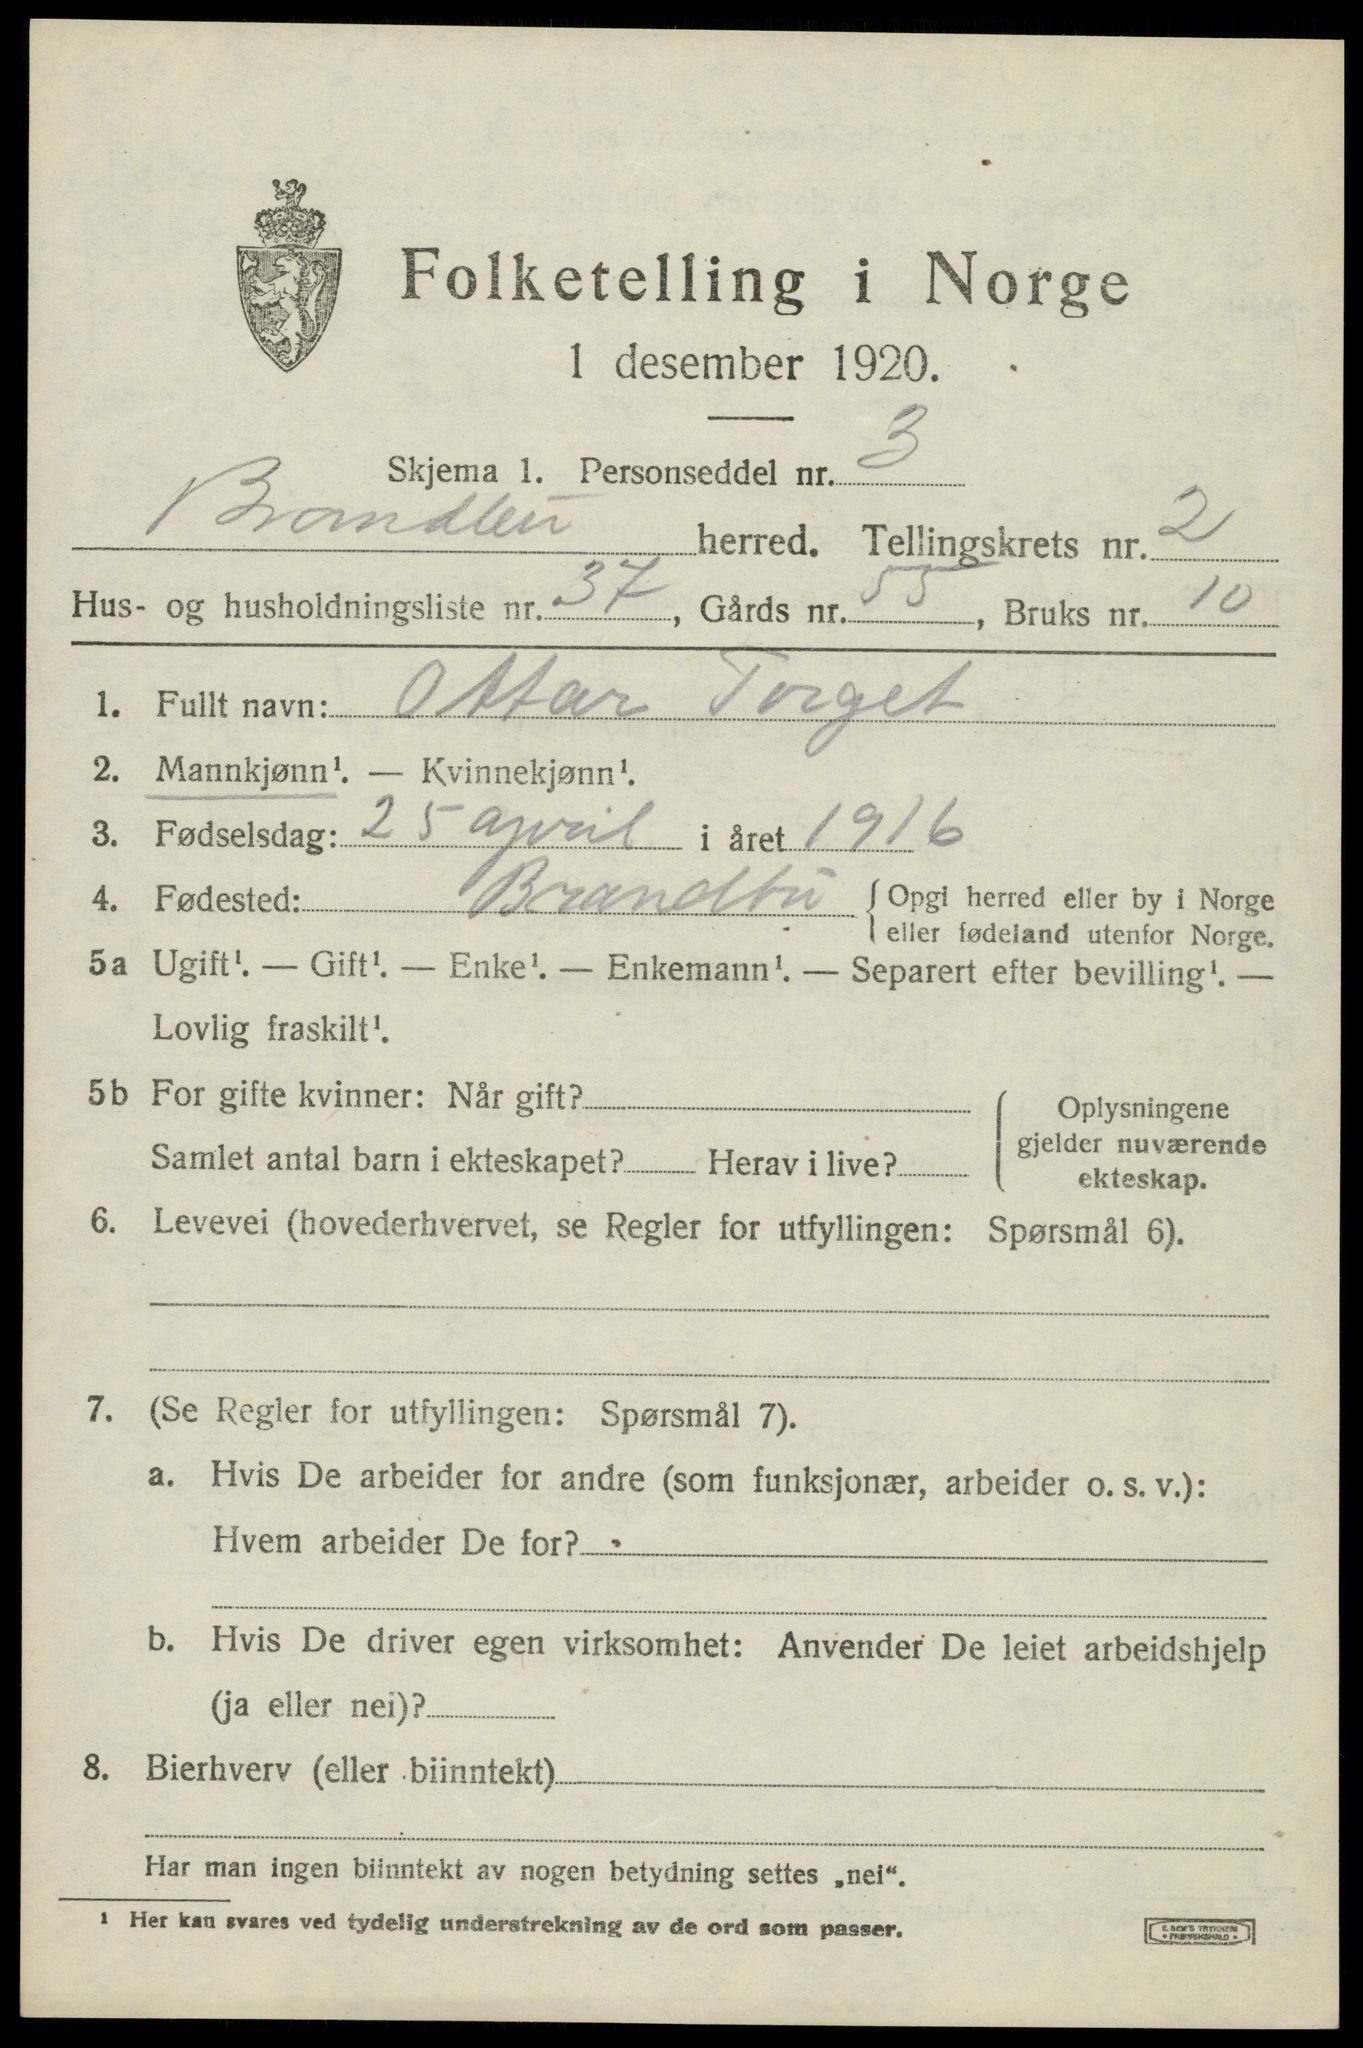 Folketelling i Norge
1 desember 1920.
Skjema 1. Personseddel nr. 3
Brandbu herred. Tellingskrets nr. 2
Hus- og husholdningsliste nr. 37, Gårds nr. 55, Bruks nr. 10
1. Fullt navn: Ottar Torget
2. Mannkjønn¹. — Kvinnekjønn¹.
3. Fødselsdag: 25 april i året 1916
4. Fødested: Brandbu { Opgi herred eller by i Norge
eller fødeland utenfor Norge.
5a Ugift¹. — Gift¹. — Enke¹. — Enkemann¹. — Separert efter bevilling¹. —
Lovlig fraskilt¹.
5b For gifte kvinner: Når gift?
Samlet antal barn i ekteskapet? Herav i live?
Oplysningene
gjelder nuværende
ekteskap.
6. Levevei (hovederhvervet, se Regler for utfyllingen: Spørsmål 6).
7. (Se Regler for utfyllingen: Spørsmål 7).
a. Hvis De arbeider for andre (som funksjonær, arbeider o. s. v.):
Hvem arbeider De for?
b. Hvis De driver egen virksomhet: Anvender De leiet arbeidshjelp
(ja eller nei)?
8. Bierhverv (eller biinntekt)
Har man ingen biinntekt av nogen betydning settes „nei“.
¹ Her kan svares ved tydelig understrekning av de ord som passer.
E. SEM'S TRYKKERI
FREDRIKSHALD